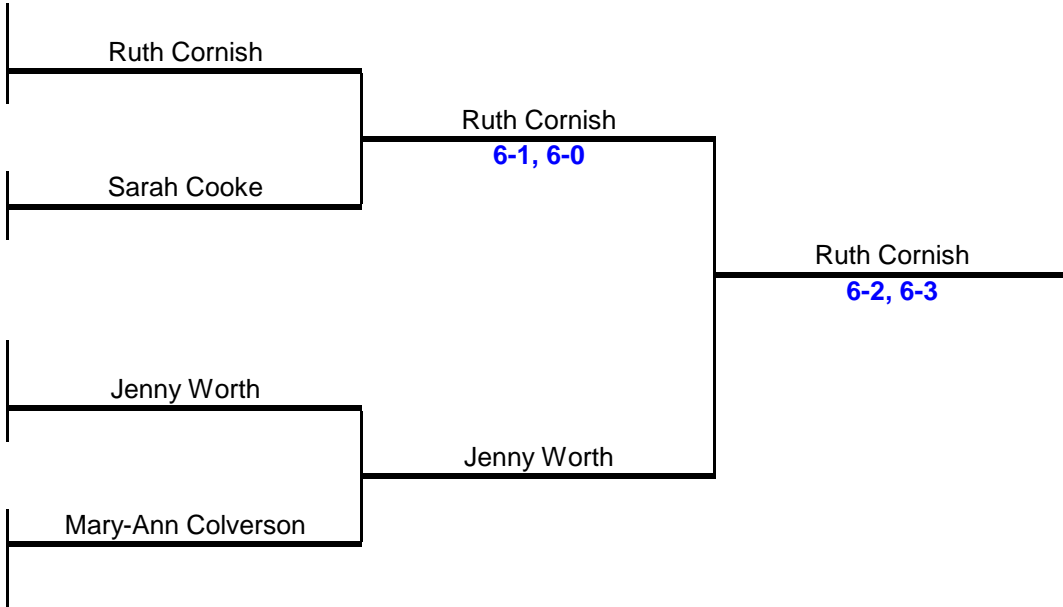 Ruth Cornish
Ruth Cornish
6-1, 6-0
Sarah Cooke
Ruth Cornish
6-2, 6-3
Jenny Worth
Jenny Worth
Mary-Ann Colverson